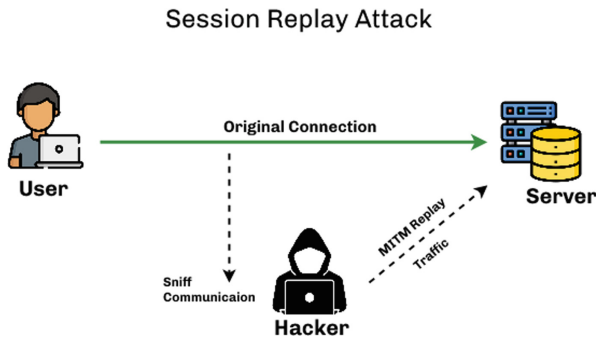 Session Replay Attack
Original Connection
User
Server
MITM Replay
Traffic
Sniff
Communicaion
Hacker